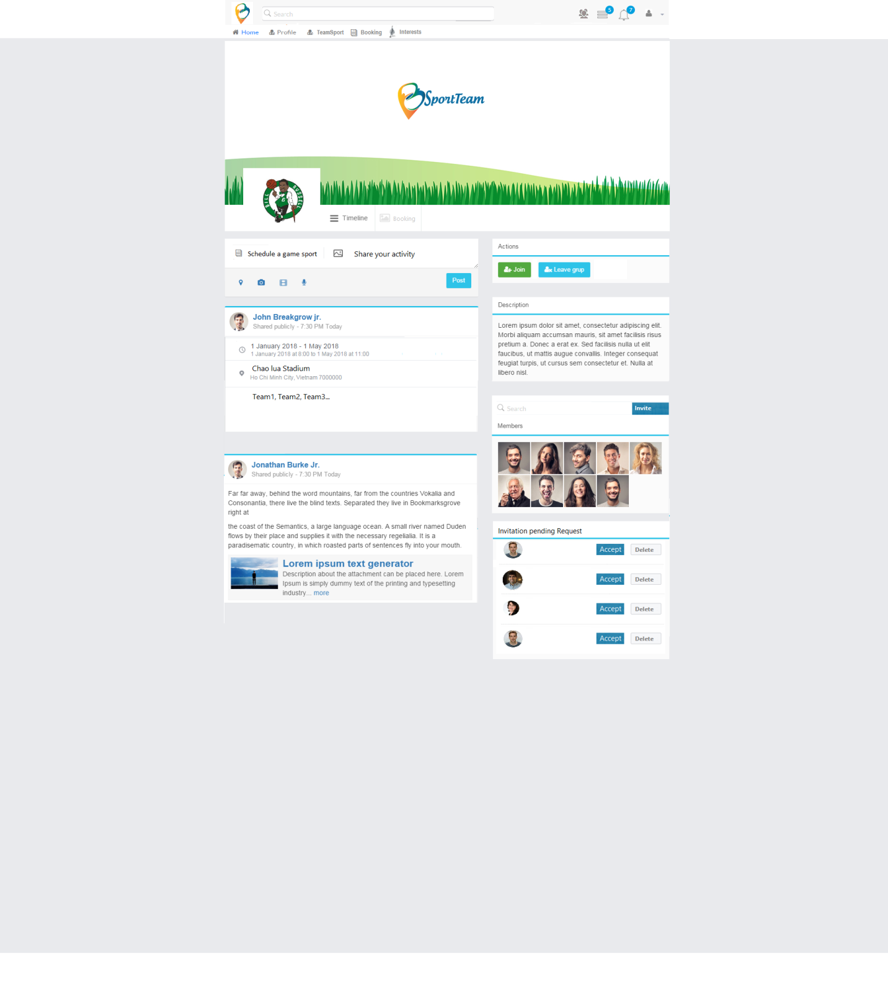 Search
5
7
Home
Profile
TeamSport
Booking
Interests
SportTeam
BILL RUSSELL
6
Timeline
Booking
Schedule a game sport
Share your activity
Post
John Breakgrow jr.
Shared publicly - 7:30 PM Today
1 January 2018 - 1 May 2018
1 January 2018 at 8:00 to 1 May 2018 at 11:00
Chao lua Stadium
Ho Chi Minh City, Vietnam 7000000
Team1, Team2, Team3...
Jonathan Burke Jr.
Shared publicly - 7:30 PM Today
Far far away, behind the word mountains, far from the countries Vokalia and
Consonantia, there live the blind texts. Separated they live in Bookmarksgrove
right at
the coast of the Semantics, a large language ocean. A small river named Duden
flows by their place and supplies it with the necessary regelialia. It is a
paradisematic country, in which roasted parts of sentences fly into your mouth.
Lorem ipsum text generator
Description about the attachment can be placed here. Lorem
Ipsum is simply dummy text of the printing and typesetting
industry... more
Actions
Join
Leave grup
Description
Lorem ipsum dolor sit amet, consectetur adipiscing elit.
Morbi aliquam accumsan mauris, sit amet facilisis risus
pretium a. Donec a erat ex. Sed facilisis nulla ut elit
faucibus, ut mattis augue convallis. Integer consequat
feugiat turpis, ut cursus sem consectetur et. Nulla at
libero nisl.
Search
Invite
Members
Invitation pending Request
Accept
Delete
Accept
Delete
Accept
Delete
Accept
Delete